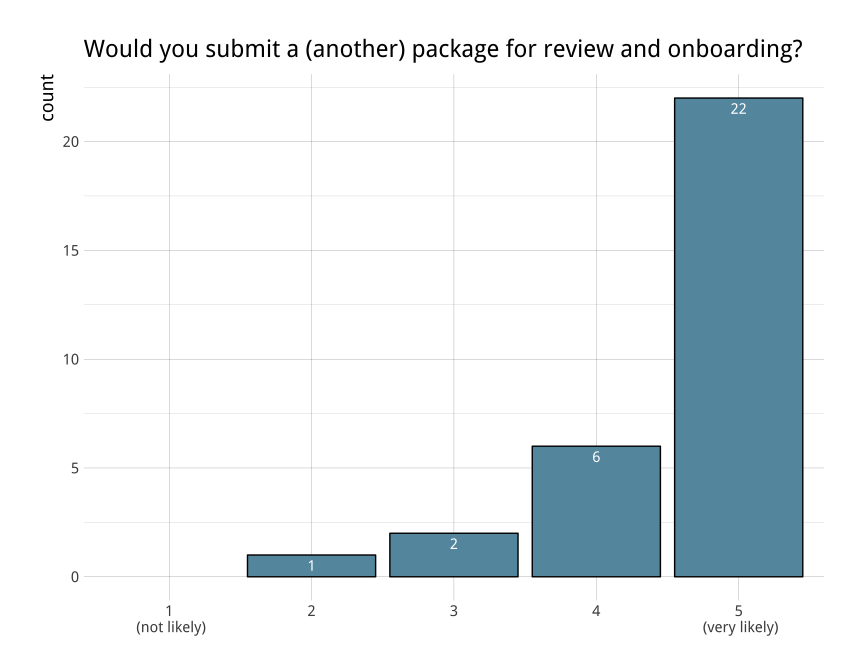 Would you submit a (another) package for review and onboarding?
count
20
15
10
5
0
22
6
2
1
1 2 3 4 5
(not likely) (very likely)